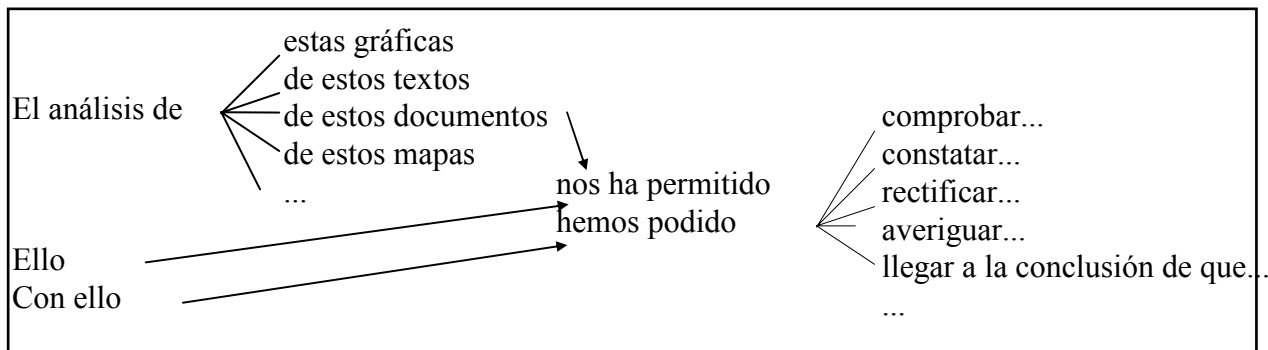 estas gráficas
de estos textos
El análisis de
de estos documentos
de estos mapas
...
nos ha permitido
hemos podido
comprobar...
constatar...
rectificar...
averiguar...
llegar a la conclusión de que...
...
Ello
Con ello